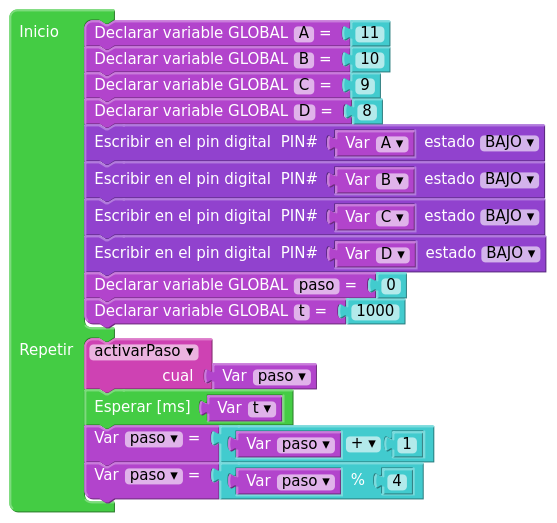 Inicio Declarar variable GLOBAL A = 11
Declarar variable GLOBAL B = 10
Declarar variable GLOBAL C = 9
Declarar variable GLOBAL D = 8
Escribir en el pin digital PIN# Var A ▾ estado BAJO ▾
Escribir en el pin digital PIN# Var B ▾ estado BAJO ▾
Escribir en el pin digital PIN# Var C ▾ estado BAJO ▾
Escribir en el pin digital PIN# Var D ▾ estado BAJO ▾
Declarar variable GLOBAL paso = 0
Declarar variable GLOBAL t = 1000
Repetir activarPaso ▾
cual Var paso ▾
Esperar [ms] Var t ▾
Var paso ▾ = Var paso ▾ + ▾ 1
Var paso ▾ = Var paso ▾ % 4